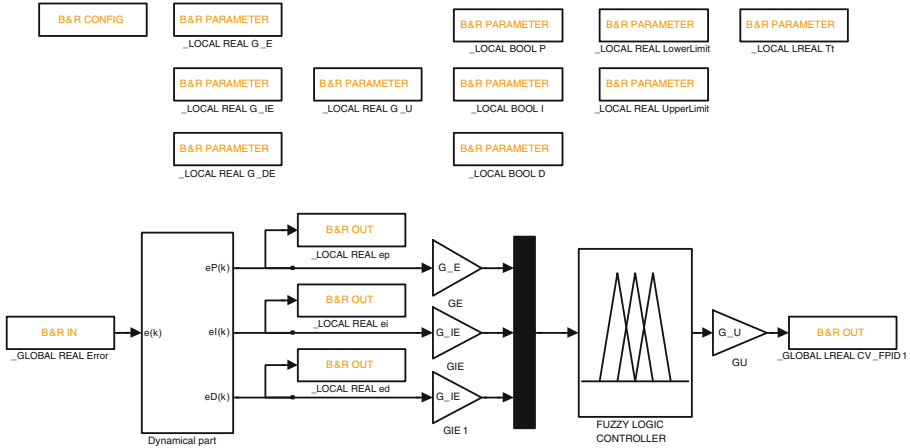 B&R CONFIG
B&R PARAMETER
_LOCAL REAL G_E
B&R PARAMETER
_LOCAL BOOL P
B&R PARAMETER
_LOCAL REAL LowerLimit
B&R PARAMETER
_LOCAL LREAL Tt
B&R PARAMETER
_LOCAL REAL G_IE
B&R PARAMETER
_LOCAL REAL G_U
B&R PARAMETER
_LOCAL BOOL I
B&R PARAMETER
_LOCAL REAL UpperLimit
B&R PARAMETER
_LOCAL REAL G_DE
B&R PARAMETER
_LOCAL BOOL D
B&R OUT
_LOCAL REAL ep
eP(k)
G_E
GE
B&R OUT
_LOCAL REAL ei
B&R IN
_GLOBAL REAL Error
e(k)
eI(k)
G_IE
GIE
G_U
GU
B&R OUT
_GLOBAL LREAL CV_FPID1
B&R OUT
_LOCAL REAL ed
eD(k)
G_IE
GIE1
Dynamical part
FUZZY LOGIC
CONTROLLER